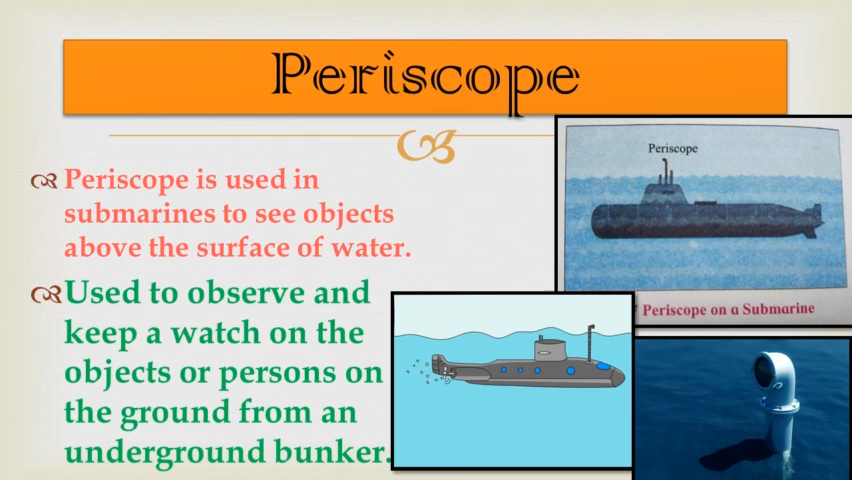 Periscope
Periscope is used in
submarines to see objects
above the surface of water.
Used to observe and
keep a watch on the
objects or persons on
the ground from an
underground bunker.
Periscope
Periscope on a Submarine